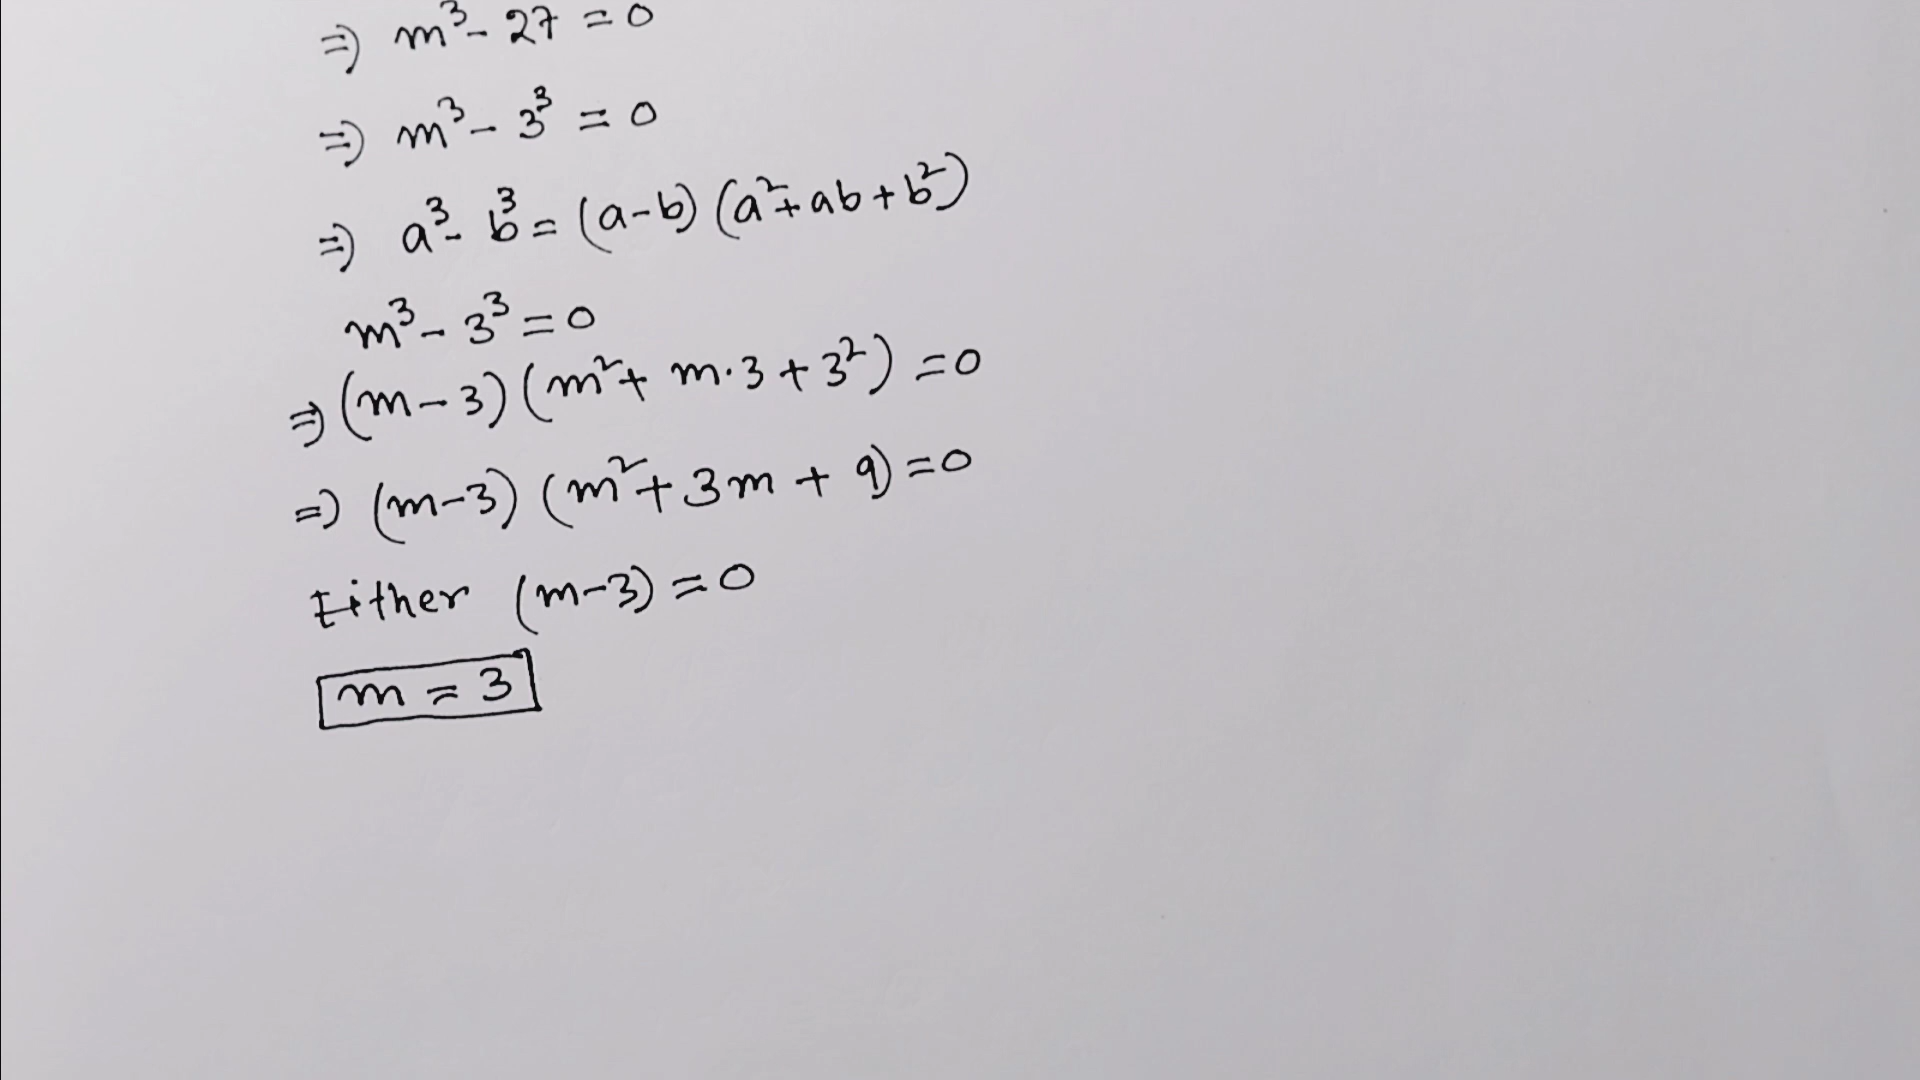 ⇒ m³ - 27 = 0
⇒ m³ - 3³ = 0
⇒ a³ - b³ = (a-b) (a²+ab+b²)
m³ - 3³ = 0
⇒ (m-3) (m² + m·3 + 3²) = 0
⇒ (m-3) (m² + 3m + 9) = 0
Either (m-3) = 0
m = 3